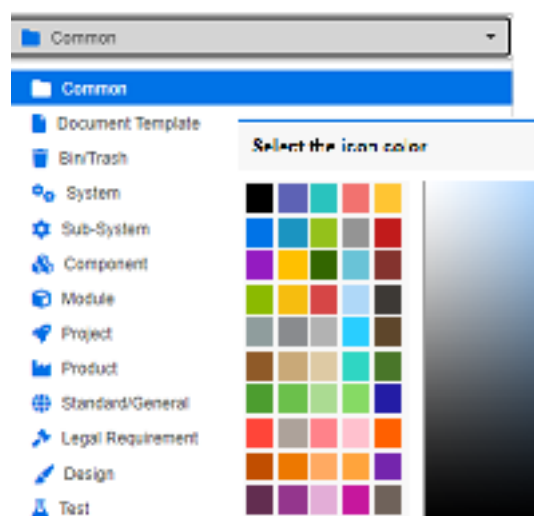 Common
Common
Document Template
Bin/Trash
System
Sub-System
Component
Module
Project
Product
Standard/General
Legal Requirement
Design
Test
Select the icon color